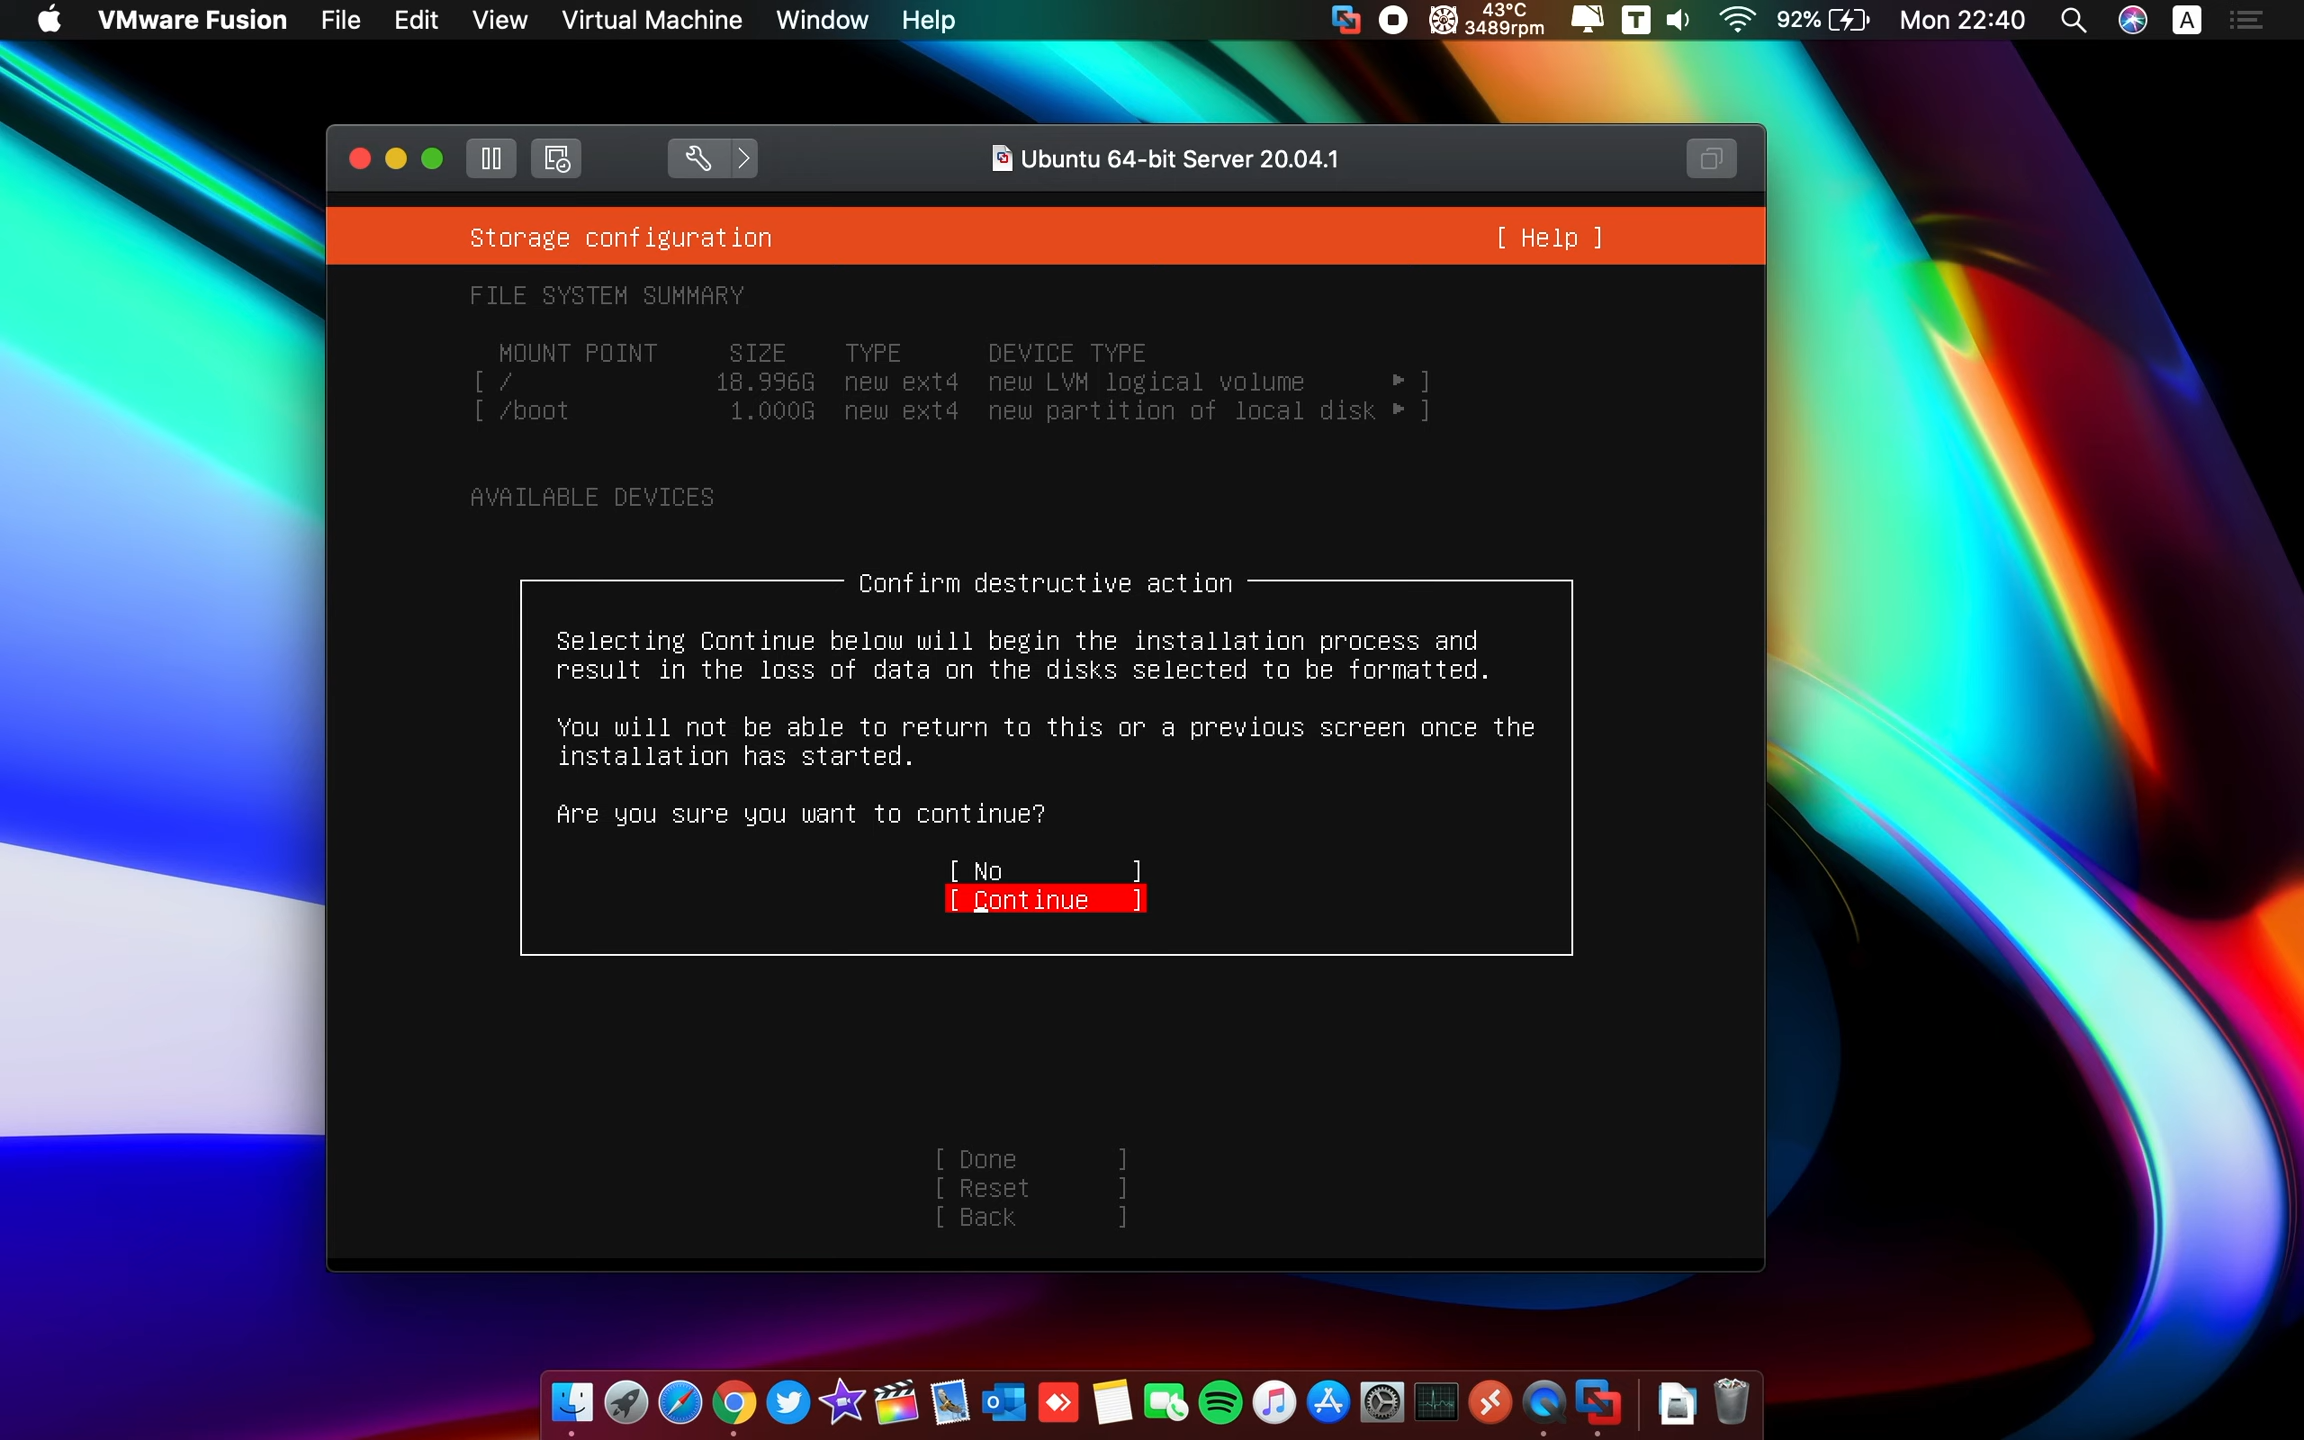 VMware Fusion File Edit View Virtual Machine Window Help 43°C 3489rpm T 92% Mon 22:40 A
Ubuntu 64-bit Server 20.04.1
Storage configuration [ Help ]
FILE SYSTEM SUMMARY
MOUNT POINT SIZE TYPE DEVICE TYPE
[ / 18.996G new ext4 new LVM logical volume ▸ ]
[ /boot 1.000G new ext4 new partition of local disk ▸ ]
AVAILABLE DEVICES
Confirm destructive action
Selecting Continue below will begin the installation process and
result in the loss of data on the disks selected to be formatted.
You will not be able to return to this or a previous screen once the
installation has started.
Are you sure you want to continue?
[ No ]
[ Continue ]
[ Done ]
[ Reset ]
[ Back ]